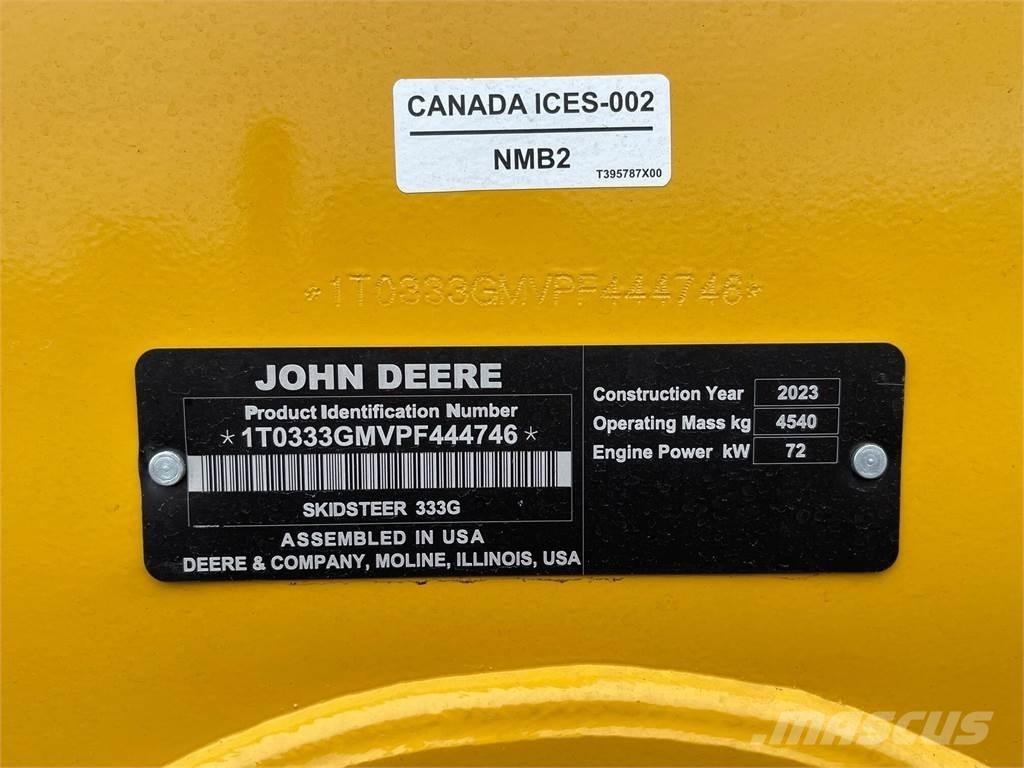 CANADA ICES-002
NMB2
T395787X00
*1T0333GMVPF444746*
JOHN DEERE
Product Identification Number
*1T0333GMVPF444746*
SKIDSTEER 333G
ASSEMBLED IN USA
DEERE & COMPANY, MOLINE, ILLINOIS, USA
Construction Year 2023
Operating Mass kg 4540
Engine Power kW 72
MASCUS